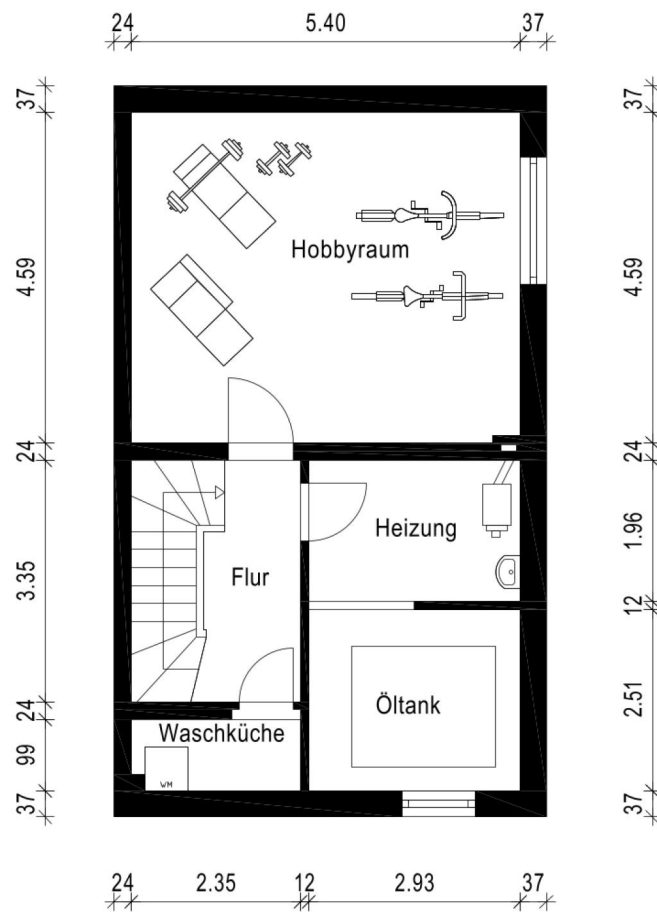 24 5.40 37
37
37
4.59
4.59
Hobbyraum
24
24
Heizung
1.96
3.35
Flur
12
Öltank
2.51
24
Waschküche
99
WM
37
37
24 2.35 12 2.93 37